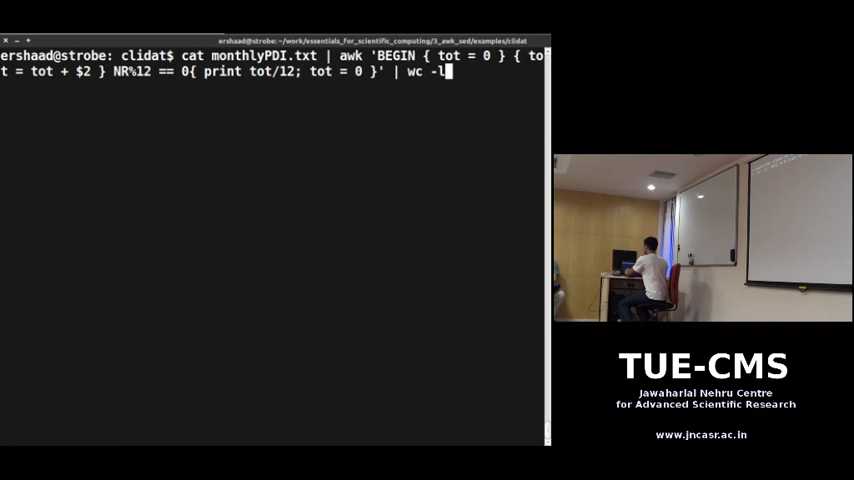 ershaad@strobe: ~/work/essentials_for_scientific_computing/3_awk_sed/examples/clidat
ershaad@strobe: clidat$ cat monthlyPDI.txt | awk 'BEGIN { tot = 0 } { to
t = tot + $2 } NR%12 == 0{ print tot/12; tot = 0 }' | wc -l
TUE-CMS
Jawaharlal Nehru Centre
for Advanced Scientific Research
www.jncasr.ac.in